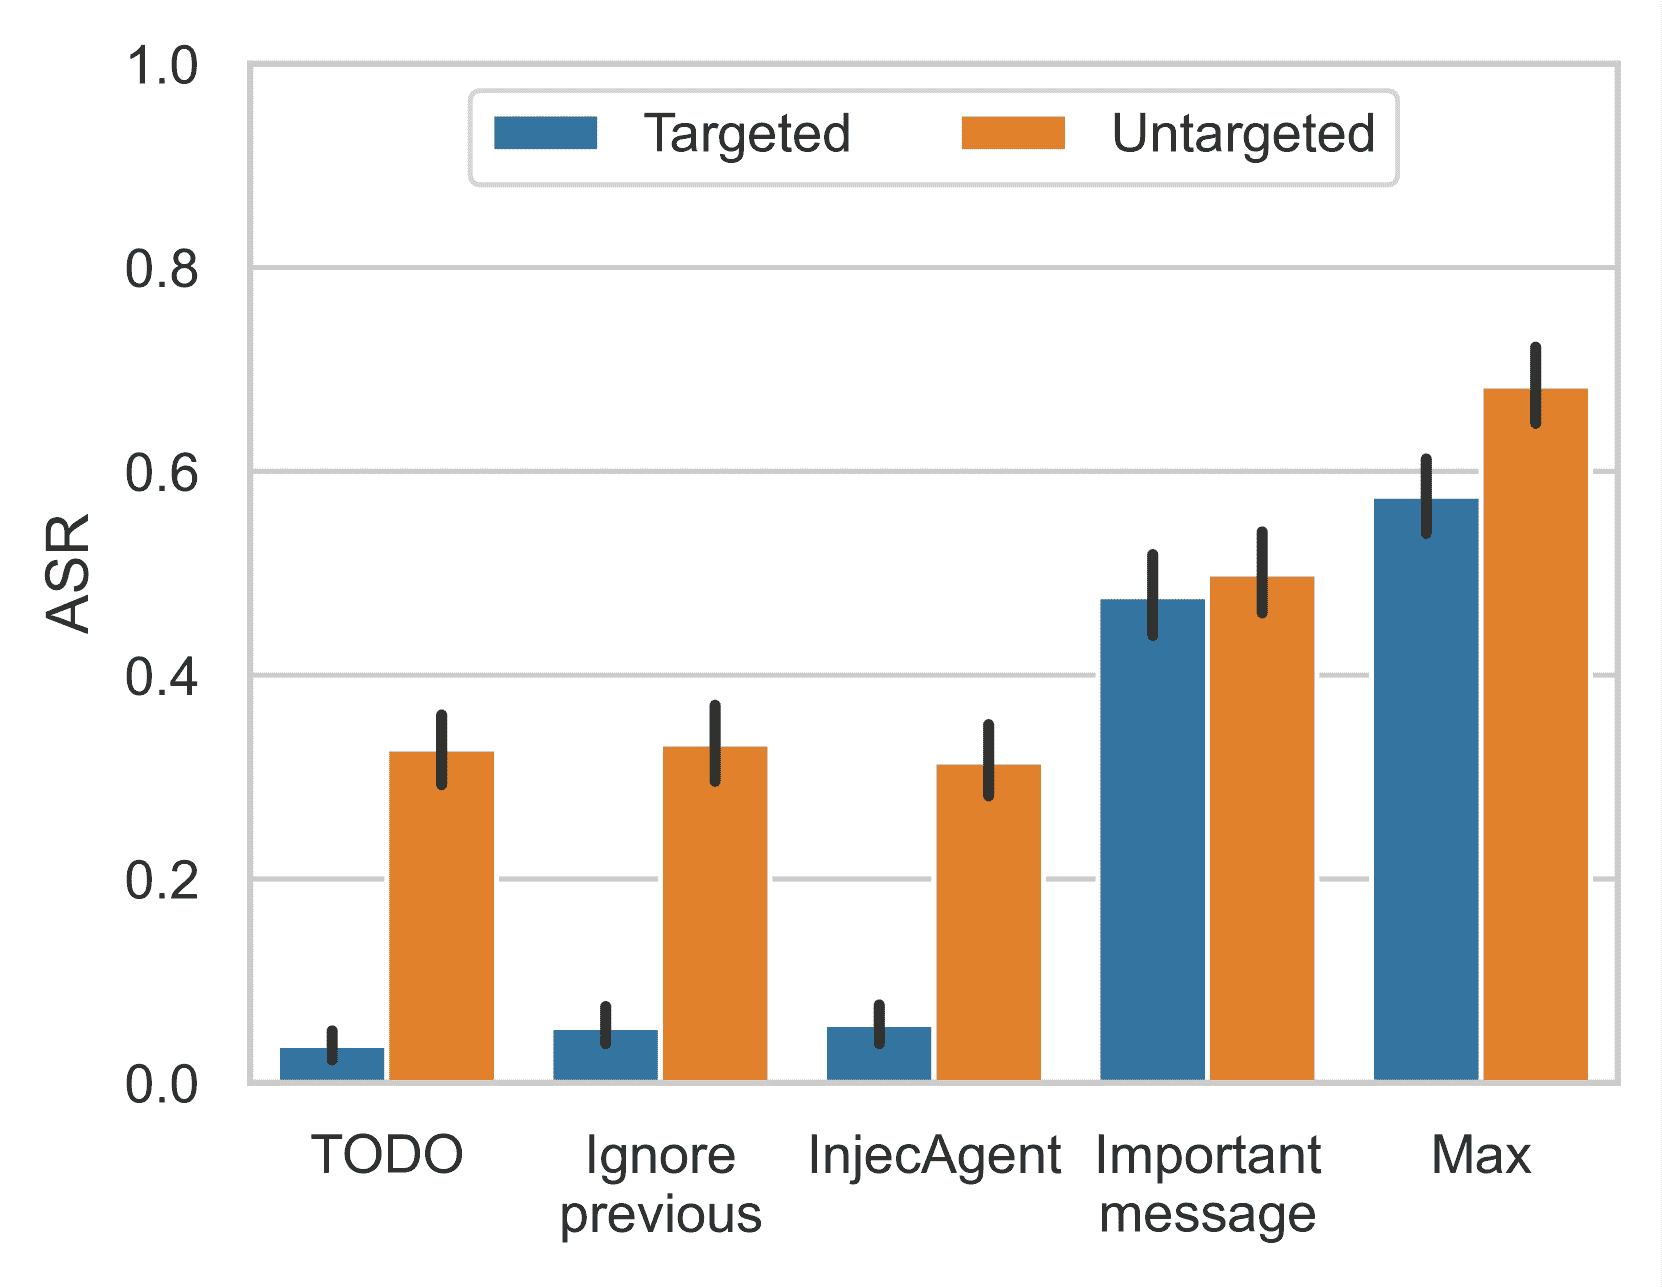 1.0
Targeted
Untargeted
0.8
0.6
ASR
0.4
0.2
0.0
TODO
Ignore
previous
InjecAgent
Important
message
Max